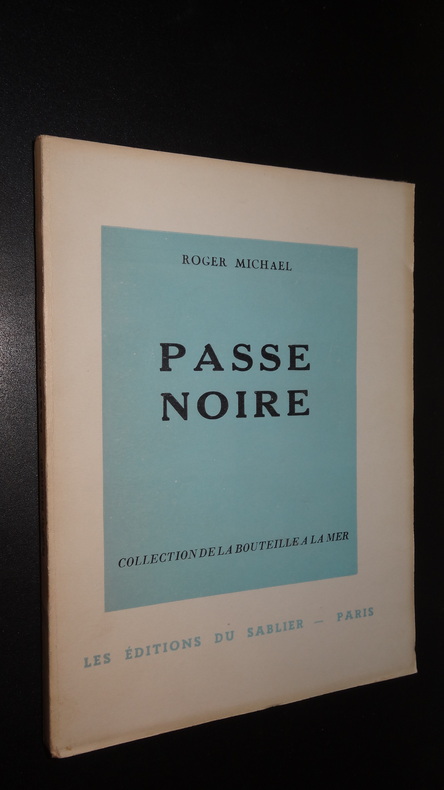 ROGER MICHAEL
PASSE
NOIRE
COLLECTION DE LA BOUTEILLE A LA MER
LES ÉDITIONS DU SABLIER — PARIS